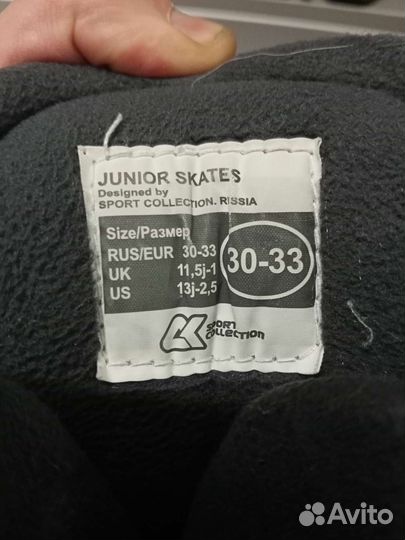 JUNIOR SKATES
Designed by
SPORT COLLECTION. RUSSIA
Size/Размер
RUS/EUR 30-33
UK 11,5j-1
US 13j-2,5
30-33
SPORT
COLLECTION
Avito